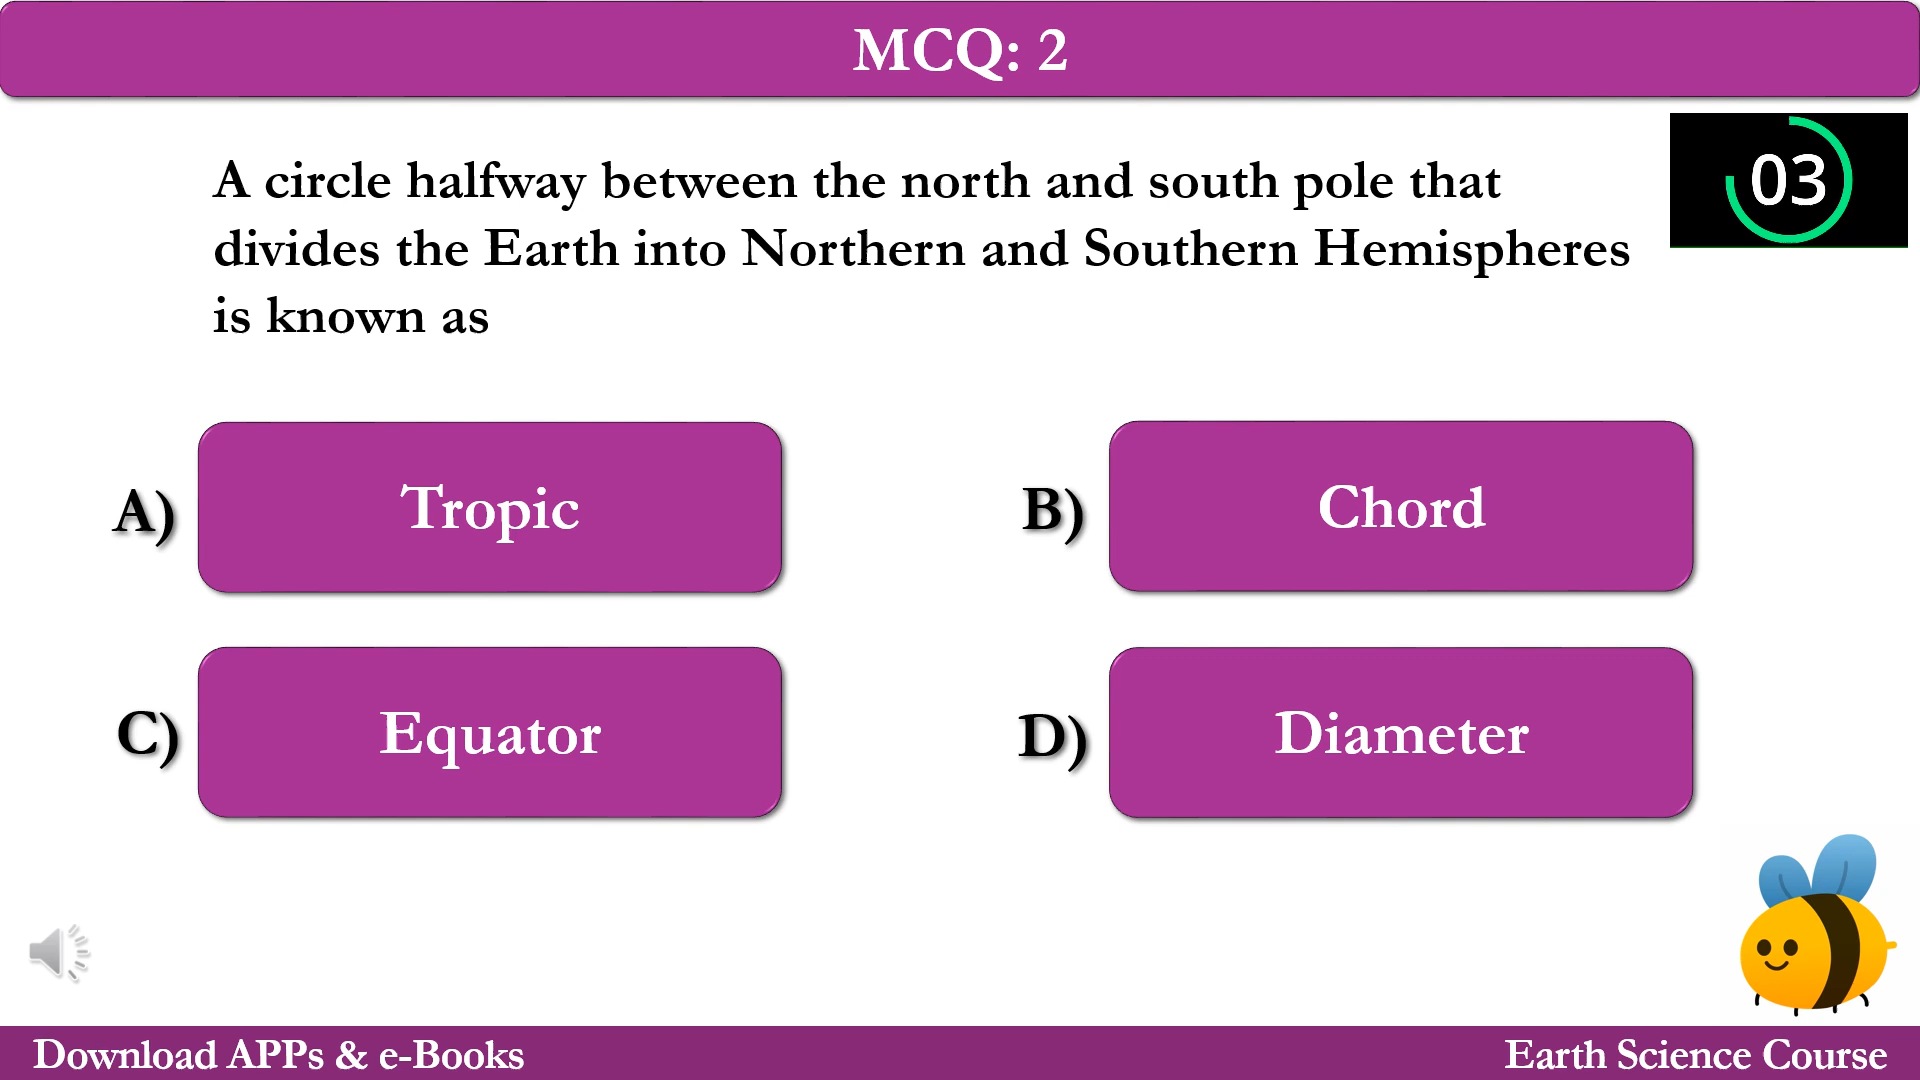 MCQ: 2
03
A circle halfway between the north and south pole that
divides the Earth into Northern and Southern Hemispheres
is known as
A) Tropic
B) Chord
C) Equator
D) Diameter
Download APPs & e-Books
Earth Science Course